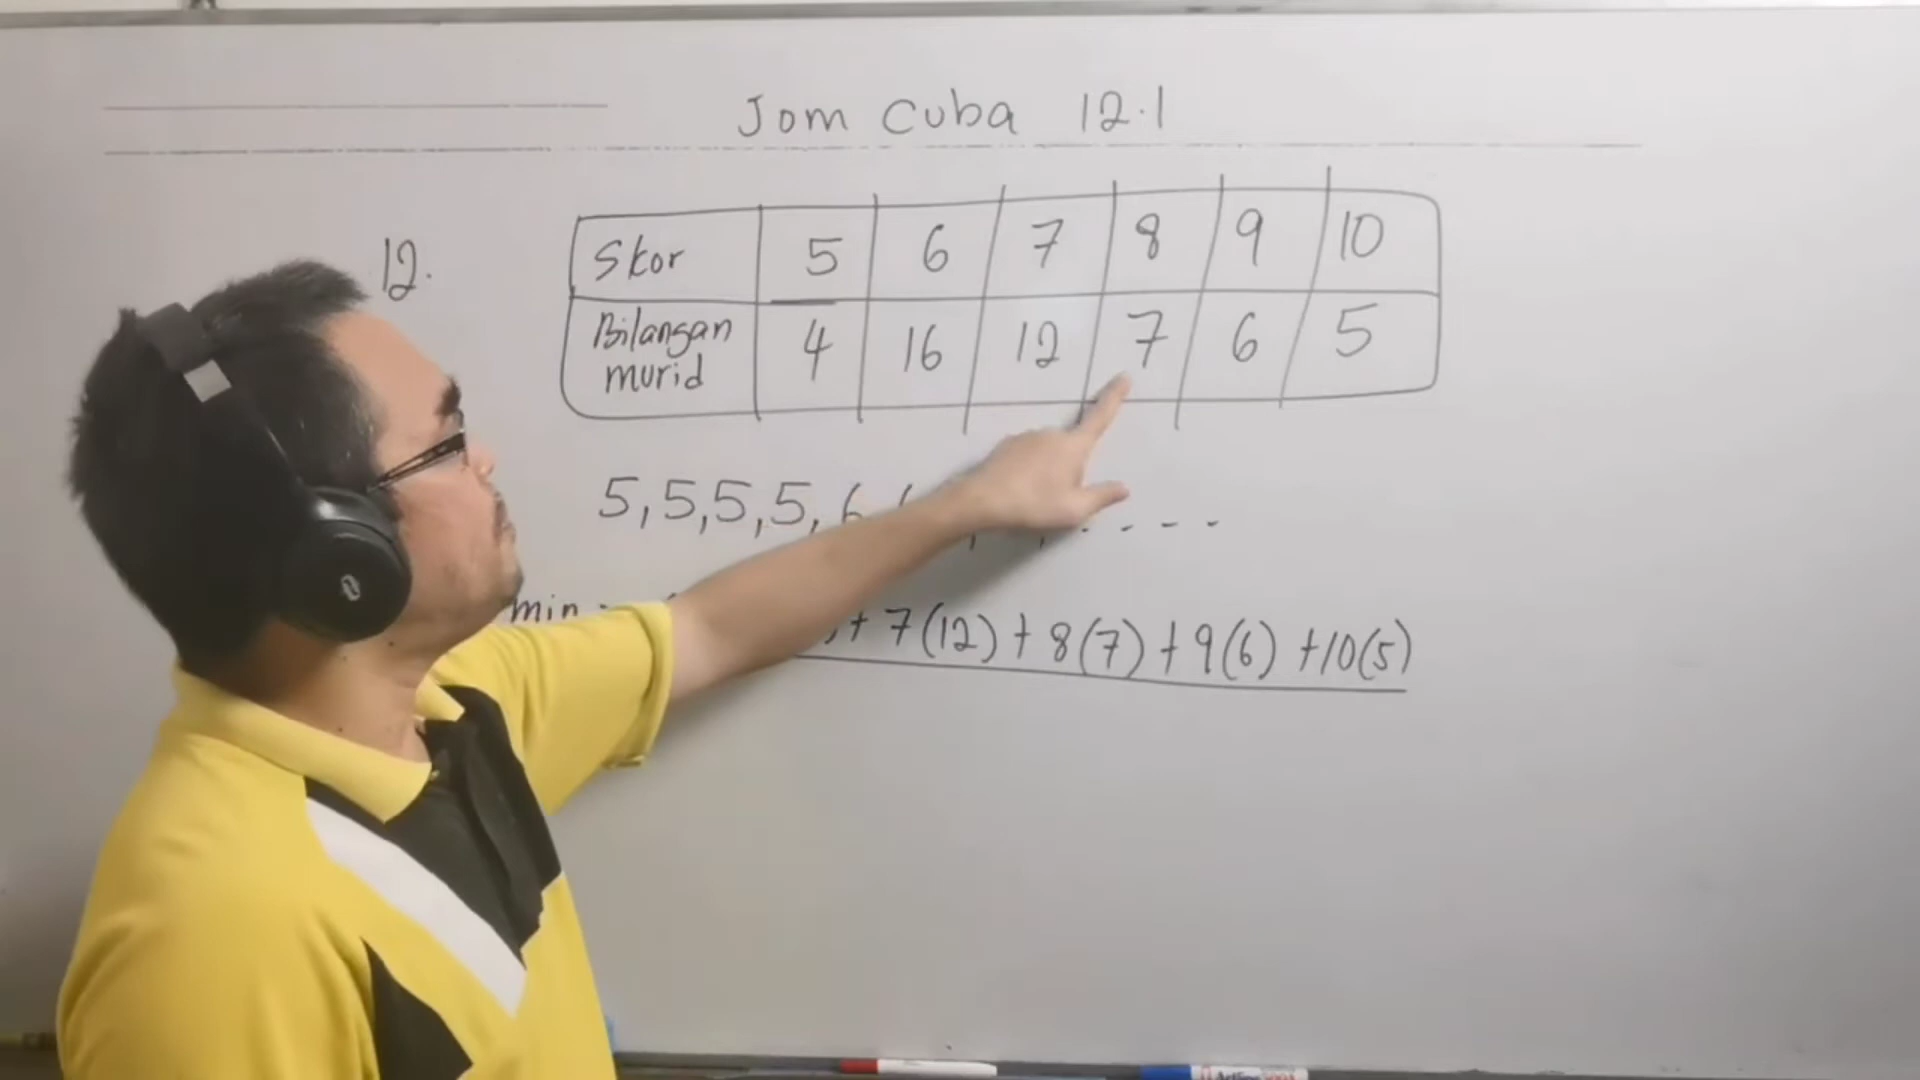 Jom Cuba 12.1
12.
Skor 5 6 7 8 9 10
Bilangan murid 4 16 12 7 6 5
5,5,5,5, 6 - - - -
min + 7(12) + 8(7) + 9(6) +10(5)